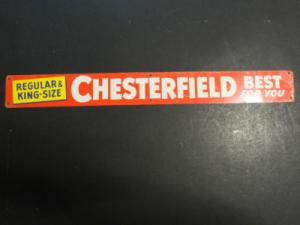 REGULAR &
KING-SIZE
CHESTERFIELD
BEST
FOR YOU